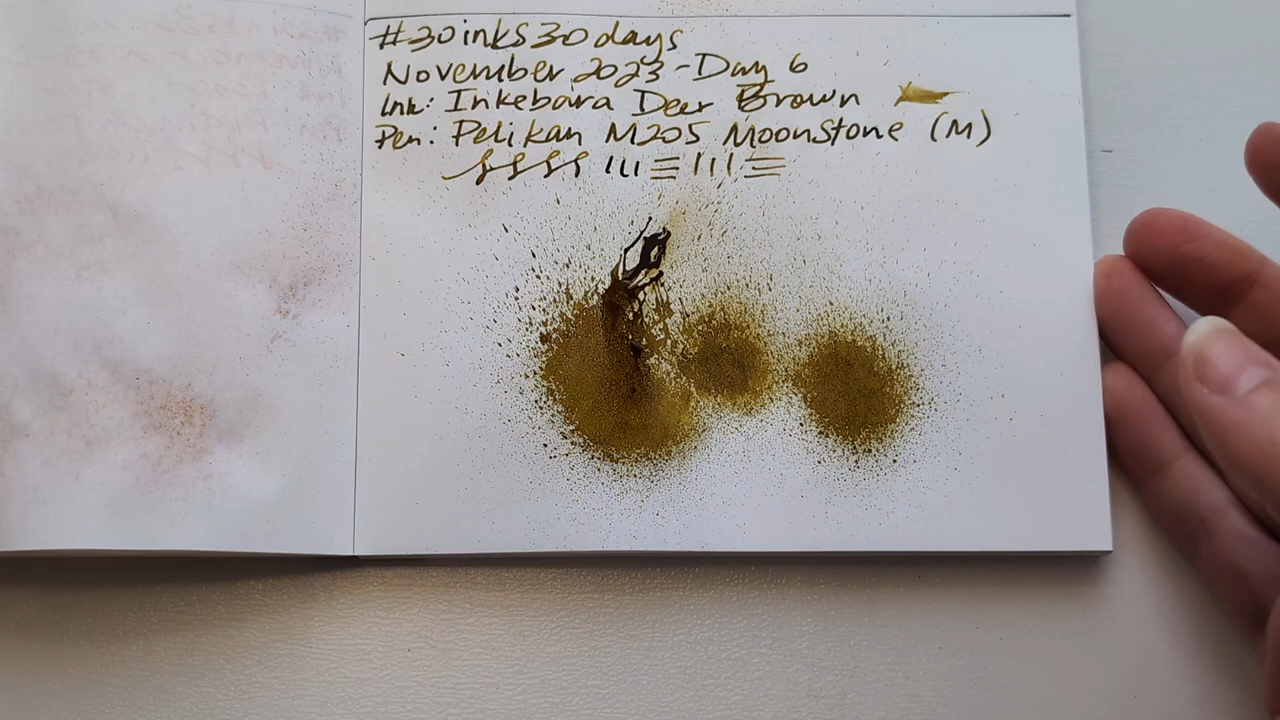 #30inks30days
November 2023 - Day 6
Ink: Inkebara Deer Brown
Pen: Pelikan M205 Moonstone (M)